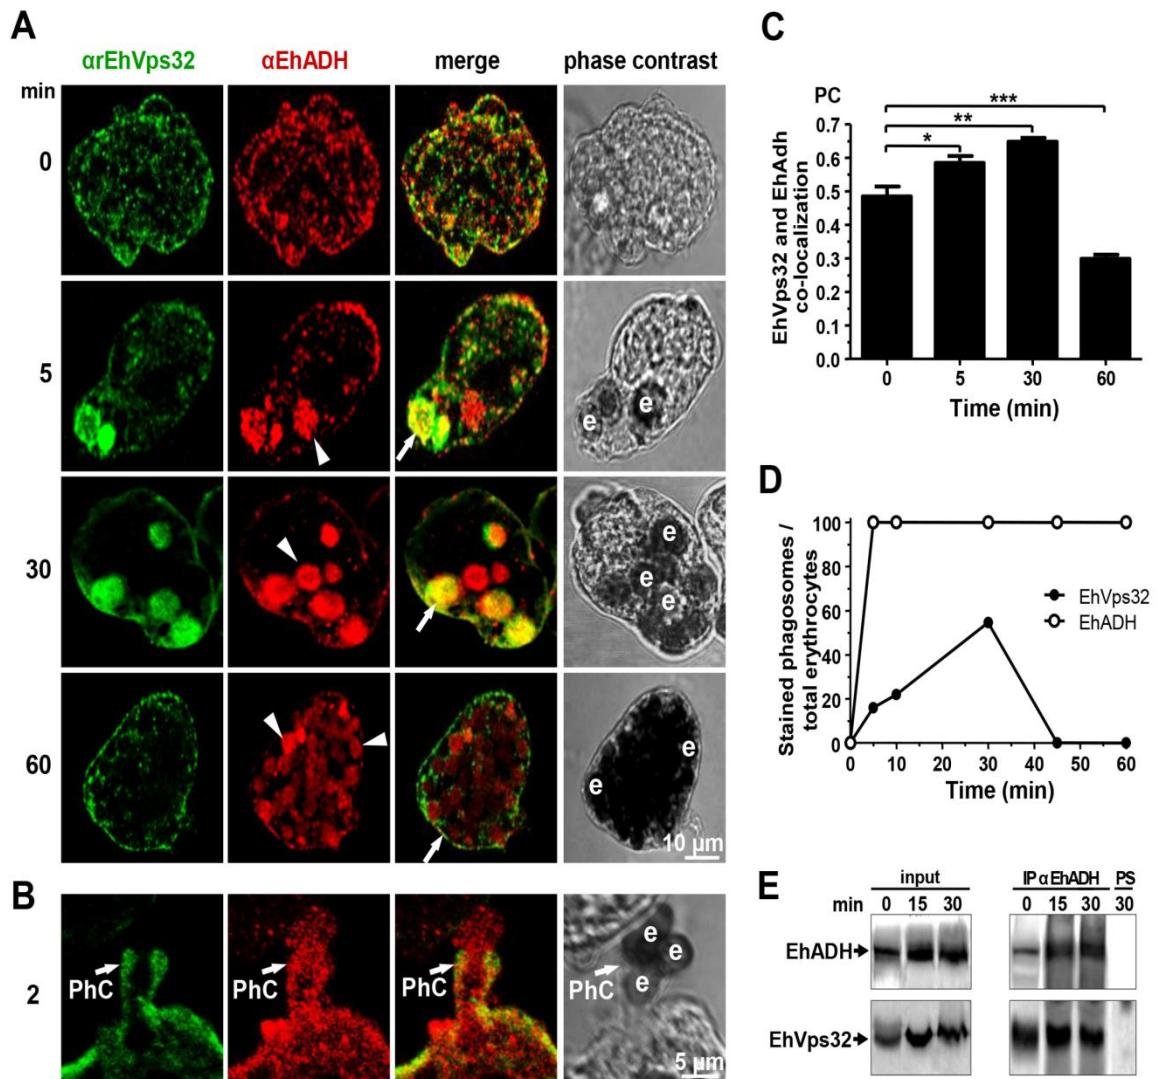 A
αrEhVps32 αEhADH merge phase contrast
min
0
5
e e
30
e
e
e
60
e e
10 µm
B
2
PhC PhC PhC PhC
e
e
e
5 µm
C
PC
***
**
*
EhVps32 and EhAdh
co-localization
0.7
0.6
0.5
0.4
0.3
0.2
0.1
0.0
0 5 30 60
Time (min)
D
Stained phagosomes /
total erythrocytes
100
80
60
40
20
0
EhVps32
EhADH
0 10 20 30 40 50 60
Time (min)
E
input IP αEhADH PS
min 0 15 30 0 15 30 30
EhADH
EhVps32